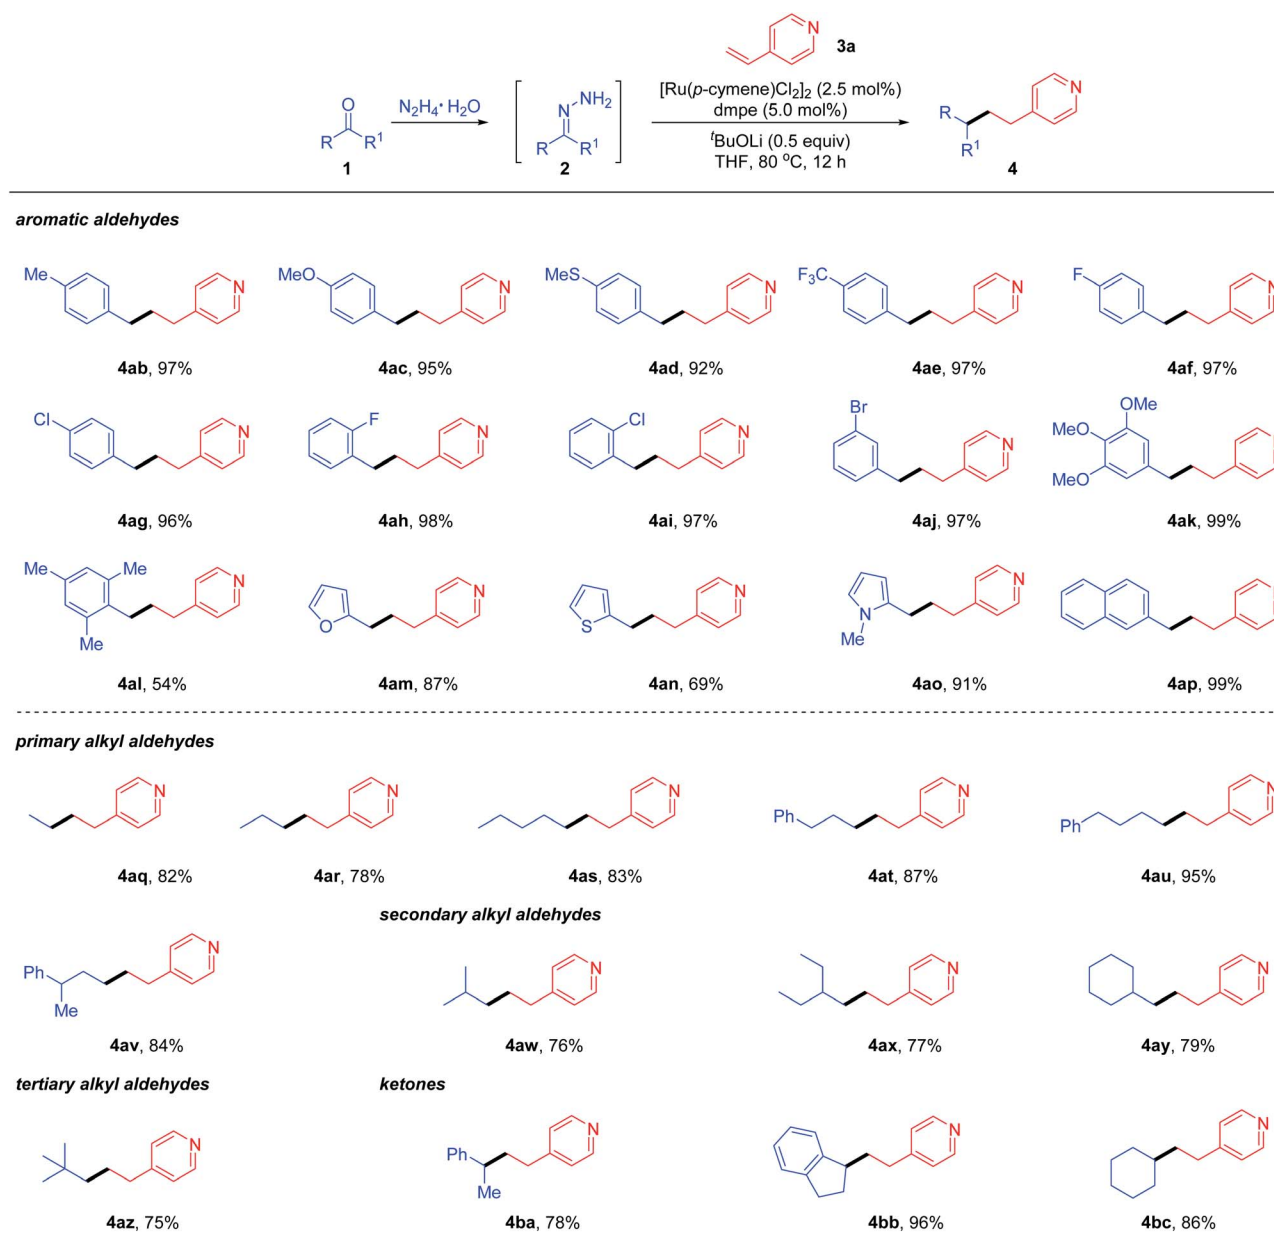 3a
N
N₂H₄• H₂O
O
R R¹
1
N NH₂
R R¹
2
[Ru(p-cymene)Cl₂]₂ (2.5 mol%)
dmpe (5.0 mol%)
ᵗBuOLi (0.5 equiv)
THF, 80 °C, 12 h
N
R
R¹
4
aromatic aldehydes
Me N MeO N MeS N F₃C N F N
4ab, 97% 4ac, 95% 4ad, 92% 4ae, 97% 4af, 97%
Cl N F N Cl N Br N OMe MeO MeO
4ag, 96% 4ah, 98% 4ai, 97% 4aj, 97% 4ak, 99%
Me Me Me N O N S N N Me N
4al, 54% 4am, 87% 4an, 69% 4ao, 91% 4ap, 99%
primary alkyl aldehydes
N N N Ph N Ph N
4aq, 82% 4ar, 78% 4as, 83% 4at, 87% 4au, 95%
secondary alkyl aldehydes
Ph Me N N N N
4av, 84% 4aw, 76% 4ax, 77% 4ay, 79%
tertiary alkyl aldehydes ketones
N Ph Me N N N
4az, 75% 4ba, 78% 4bb, 96% 4bc, 86%